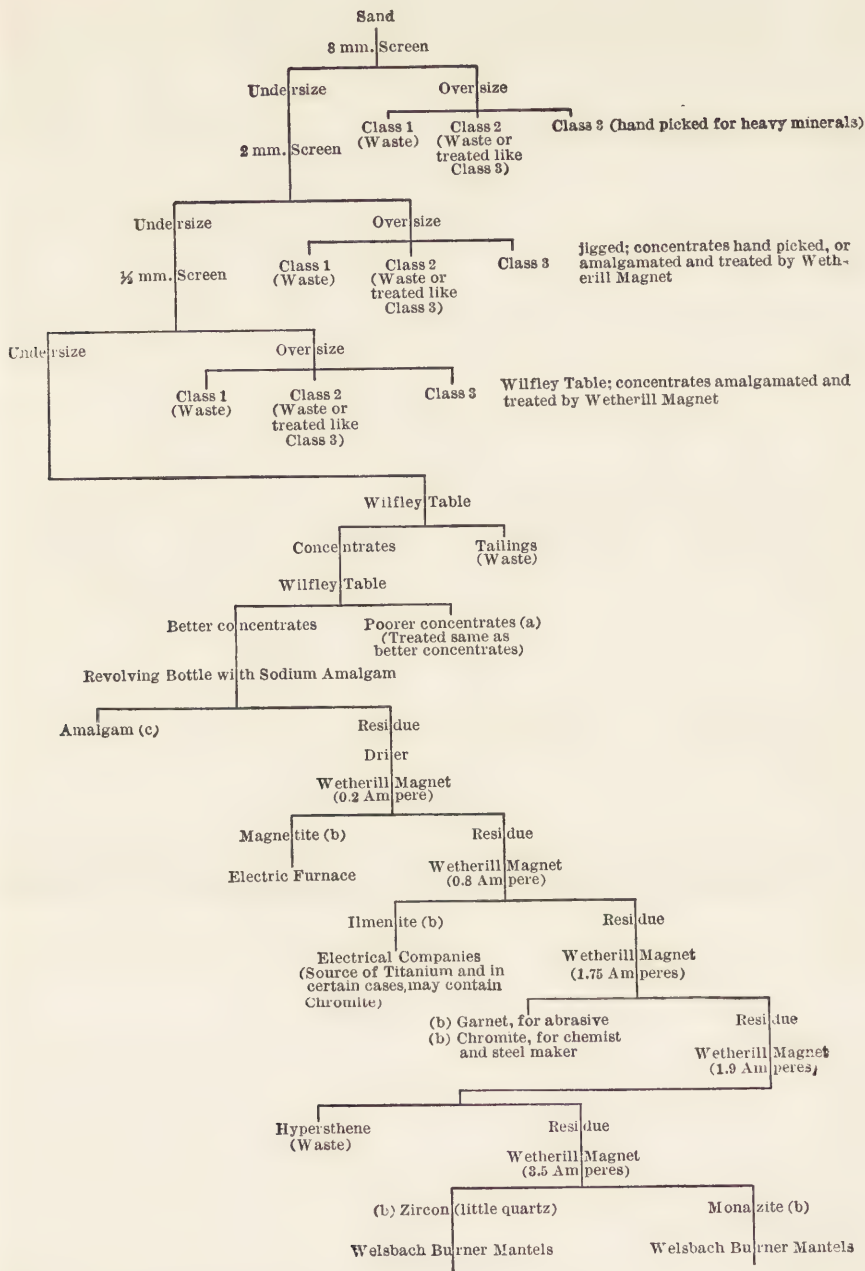 Sand
8 mm. Screen
Undersize
Oversize
Class 1
(Waste)
Class 2
(Waste or
treated like
Class 3)
Class 3 (hand picked for heavy minerals)
2 mm. Screen
Undersize
Oversize
Class 1
(Waste)
Class 2
(Waste or
treated like
Class 3)
Class 3
jigged; concentrates hand picked, or
amalgamated and treated by Weth-
erill Magnet
½ mm. Screen
Undersize
Oversize
Class 1
(Waste)
Class 2
(Waste or
treated like
Class 3)
Class 3
Wilfley Table; concentrates amalgamated and
treated by Wetherill Magnet
Wilfley Table
Concentrates
Tailings
(Waste)
Wilfley Table
Better concentrates
Poorer concentrates (a)
(Treated same as
better concentrates)
Revolving Bottle with Sodium Amalgam
Amalgam (c)
Residue
Drier
Wetherill Magnet
(0.2 Ampere)
Magnetite (b)
Residue
Electric Furnace
Wetherill Magnet
(0.8 Ampere)
Ilmenite (b)
Residue
Electrical Companies
(Source of Titanium and in
certain cases, may contain
Chromite)
Wetherill Magnet
(1.75 Amperes)
(b) Garnet, for abrasive
(b) Chromite, for chemist
and steel maker
Residue
Wetherill Magnet
(1.9 Amperes)
Hypersthene
(Waste)
Residue
Wetherill Magnet
(3.5 Amperes)
(b) Zircon (little quartz)
Monazite (b)
Welsbach Burner Mantels
Welsbach Burner Mantels